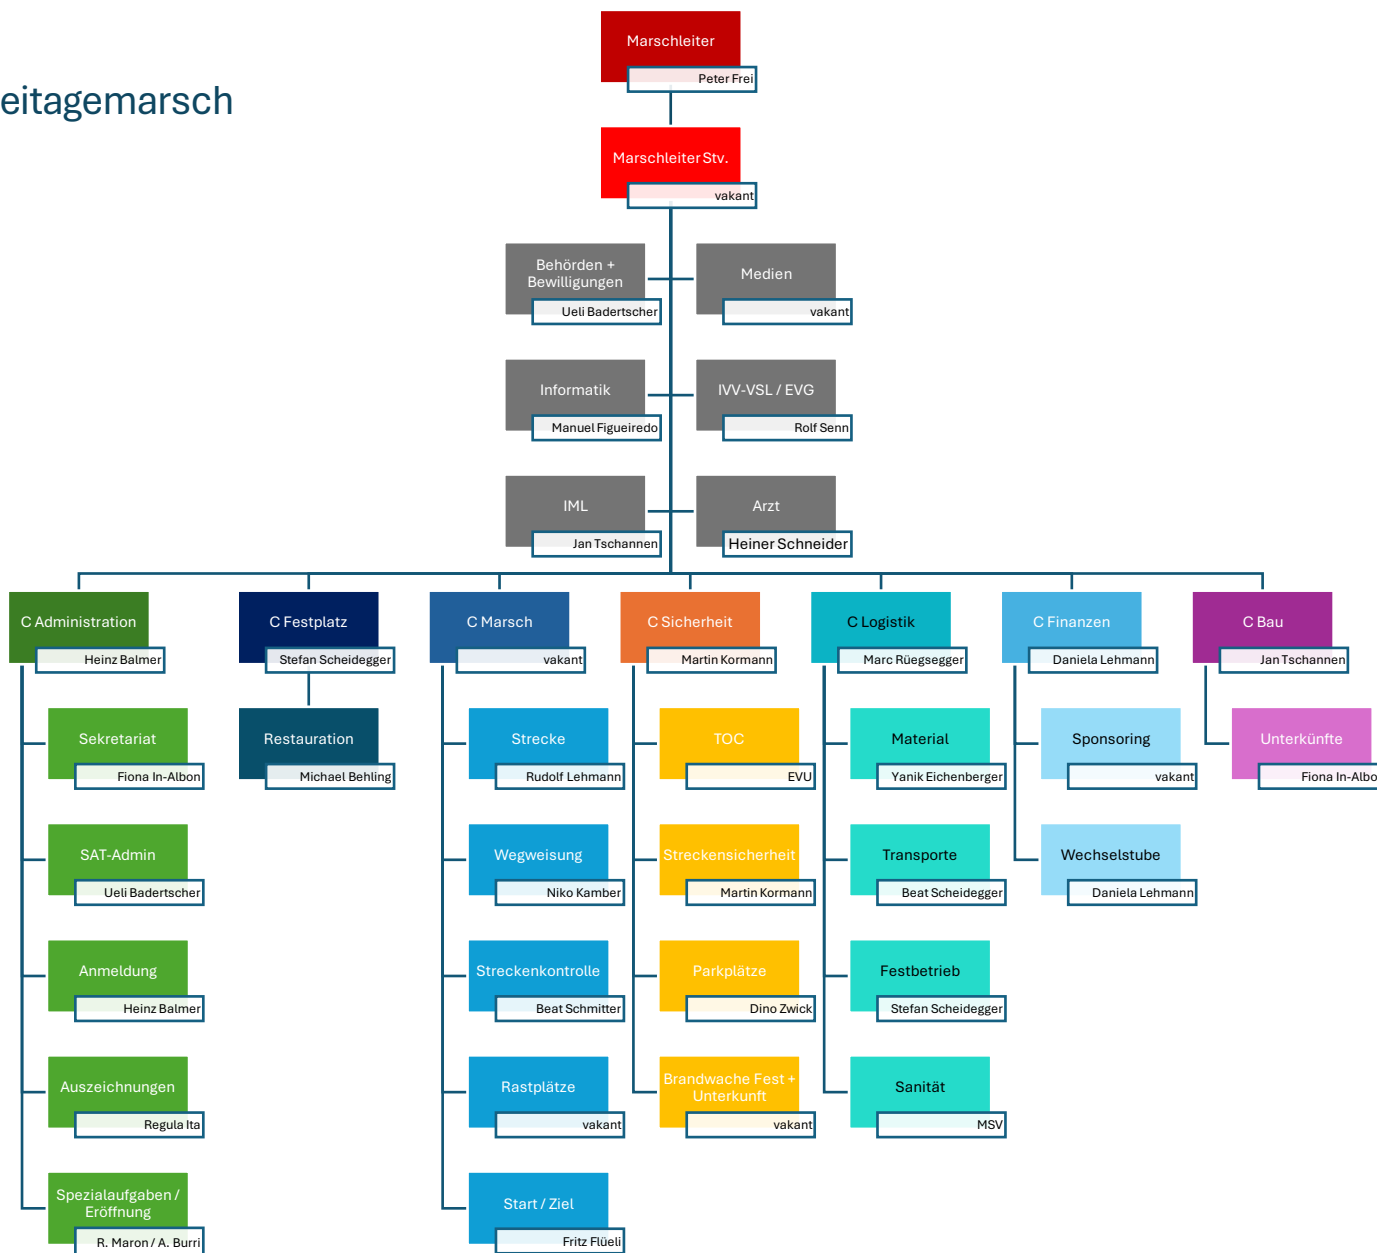 eitagemarsch
Marschleiter
Peter Frei
Marschleiter Stv.
vakant
Behörden +
Bewilligungen
Ueli Badertscher
Medien
vakant
Informatik
Manuel Figueiredo
IVV-VSL / EVG
Rolf Senn
IML
Jan Tschannen
Arzt
Heiner Schneider
C Administration
Heinz Balmer
Sekretariat
Fiona In-Albon
SAT-Admin
Ueli Badertscher
Anmeldung
Heinz Balmer
Auszeichnungen
Regula Ita
Spezialaufgaben /
Eröffnung
R. Maron / A. Burri
C Festplatz
Stefan Scheidegger
Restauration
Michael Behling
C Marsch
vakant
Strecke
Rudolf Lehmann
Wegweisung
Niko Kamber
Streckenkontrolle
Beat Schmitter
Rastplätze
vakant
Start / Ziel
Fritz Flüeli
C Sicherheit
Martin Kormann
TOC
EVU
Streckensicherheit
Martin Kormann
Parkplätze
Dino Zwick
Brandwache Fest +
Unterkunft
vakant
C Logistik
Marc Rüegsegger
Material
Yanik Eichenberger
Transporte
Beat Scheidegger
Festbetrieb
Stefan Scheidegger
Sanität
MSV
C Finanzen
Daniela Lehmann
Sponsoring
vakant
Wechselstube
Daniela Lehmann
C Bau
Jan Tschannen
Unterkünfte
Fiona In-Albo